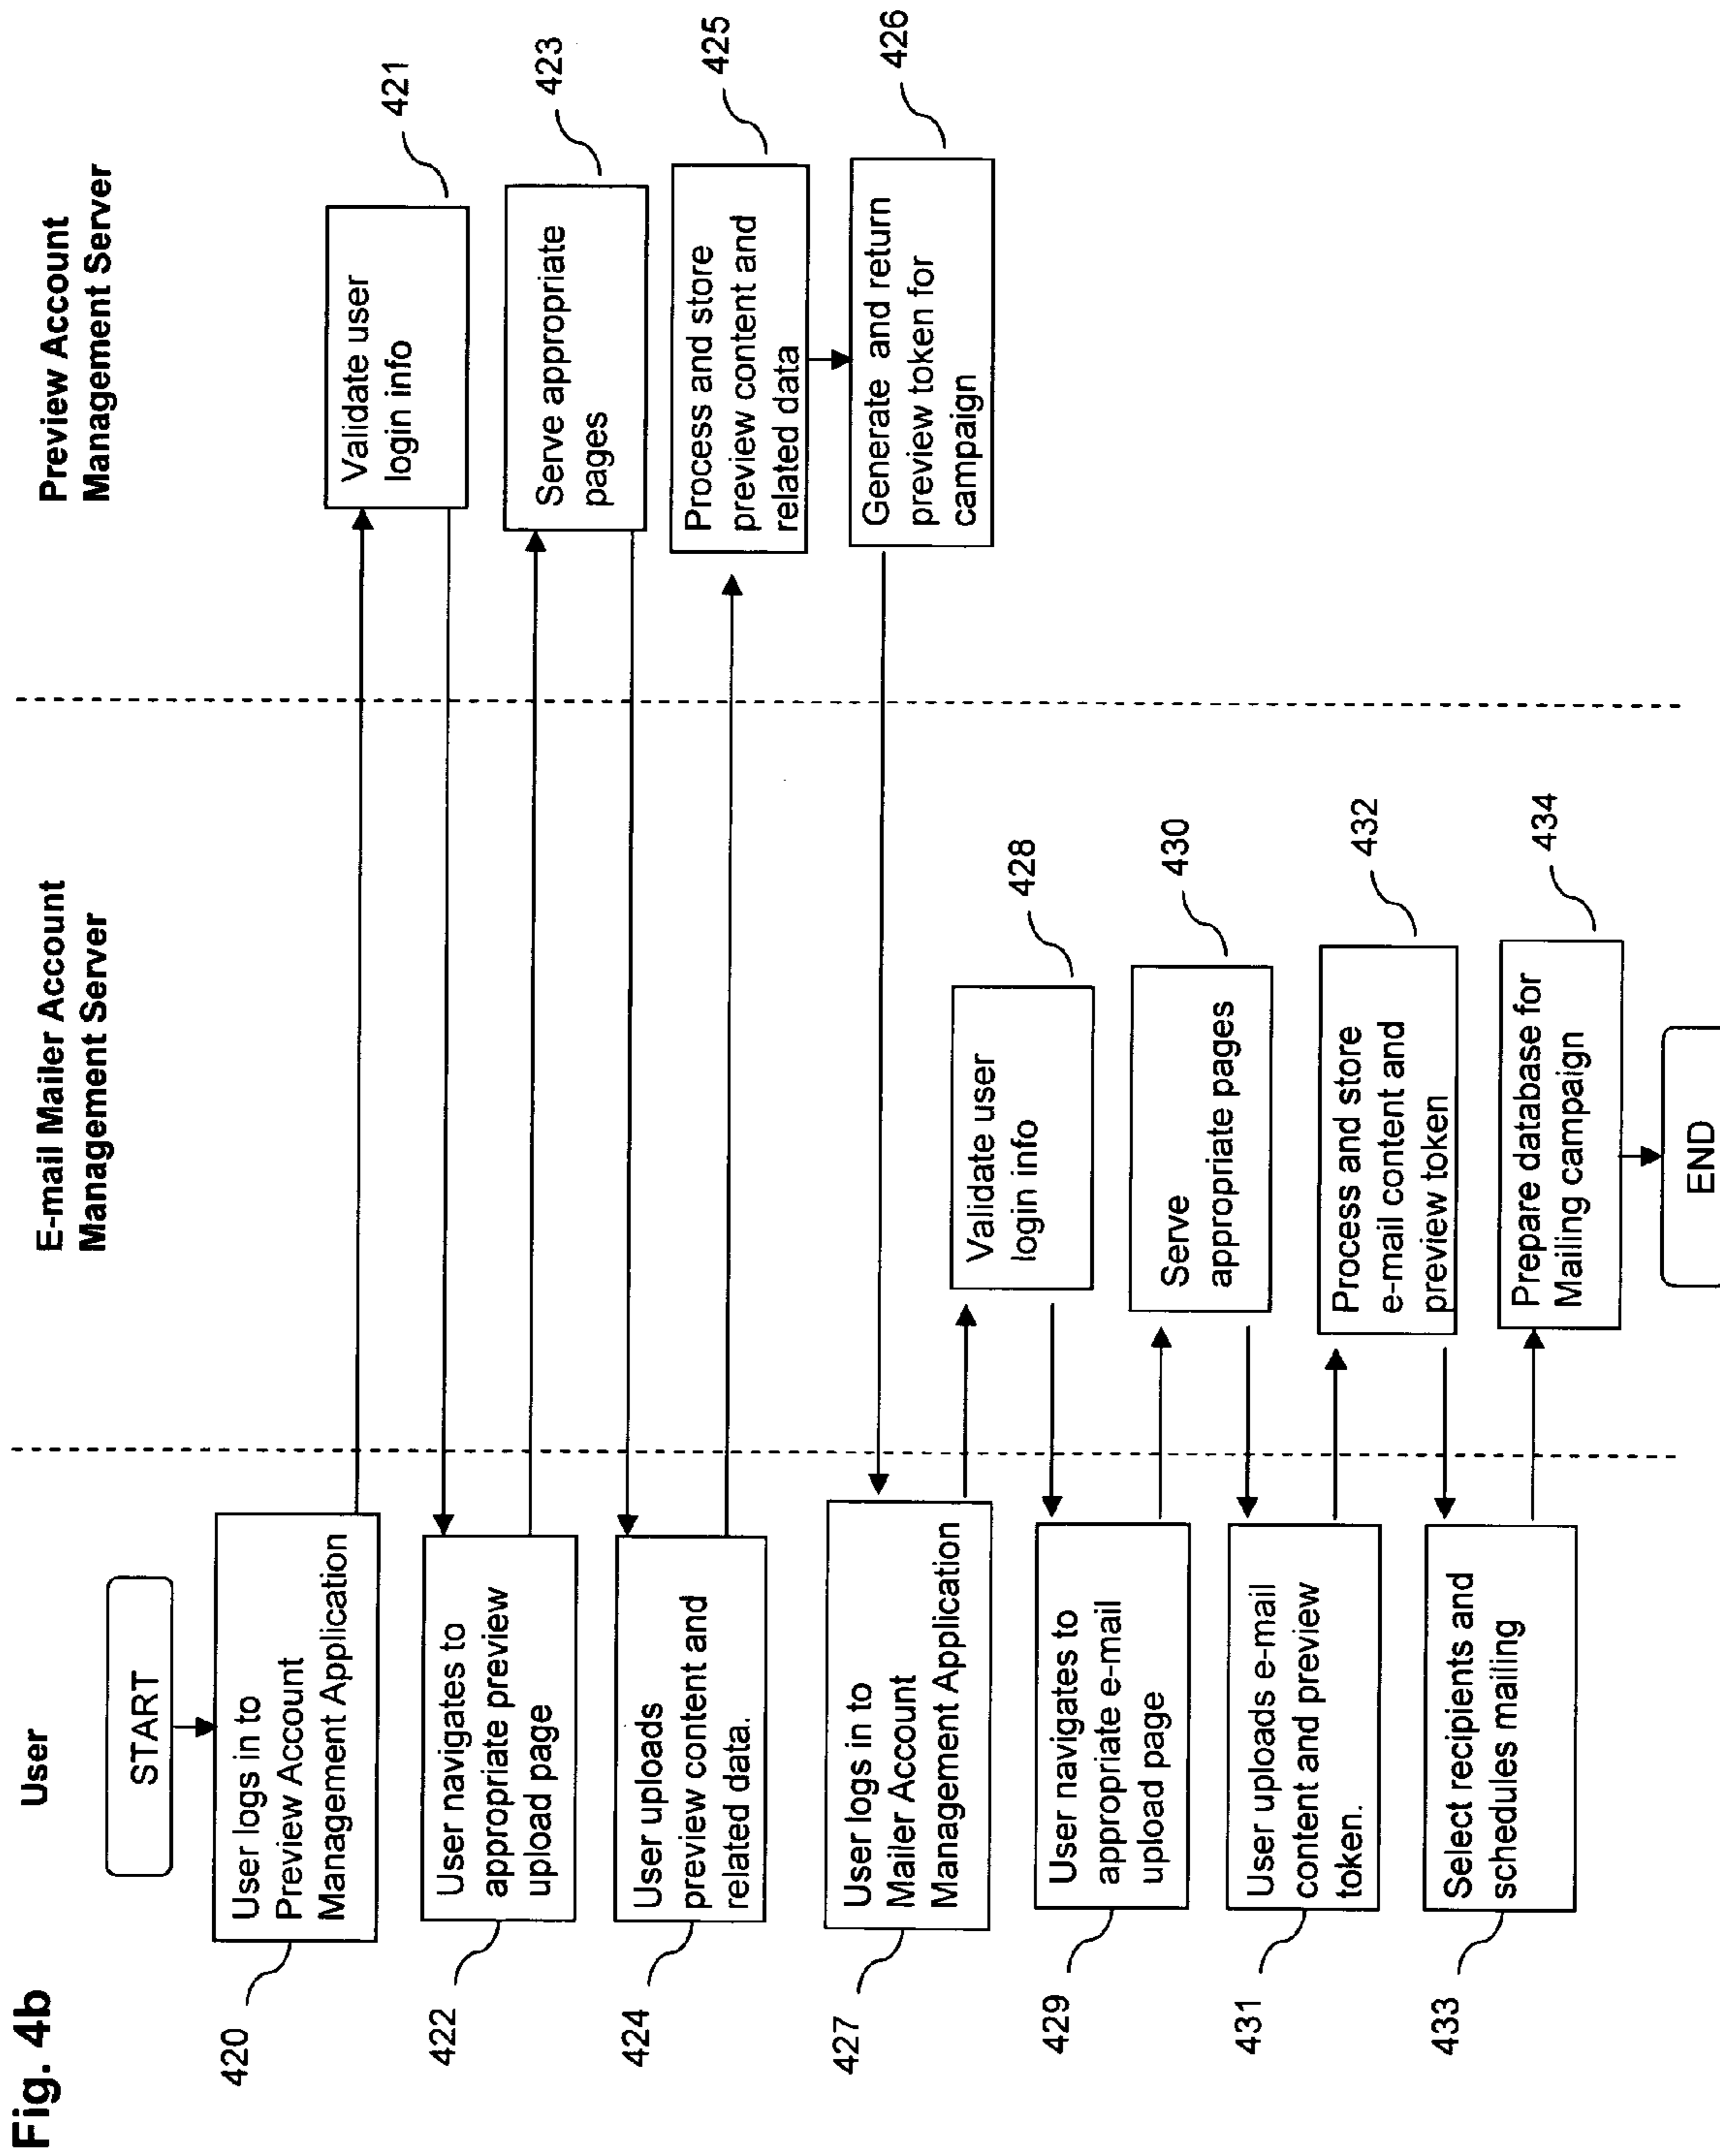 Fig. 4b
User
E-mail Mailer Account
Management Server
Preview Account
Management Server
START
420
User logs in to
Preview Account
Management Application
Validate user
login info
421
422
User navigates to
appropriate preview
upload page
Serve appropriate
pages
423
424
User uploads
preview content and
related data.
Process and store
preview content and
related data
425
Generate and return
preview token for
campaign
426
427
User logs in to
Mailer Account
Management Application
Validate user
login info
428
429
User navigates to
appropriate e-mail
upload page
Serve
appropriate pages
430
431
User uploads e-mail
content and preview
token.
Process and store
e-mail content and
preview token
432
433
Select recipients and
schedules mailing
Prepare database for
Mailing campaign
434
END